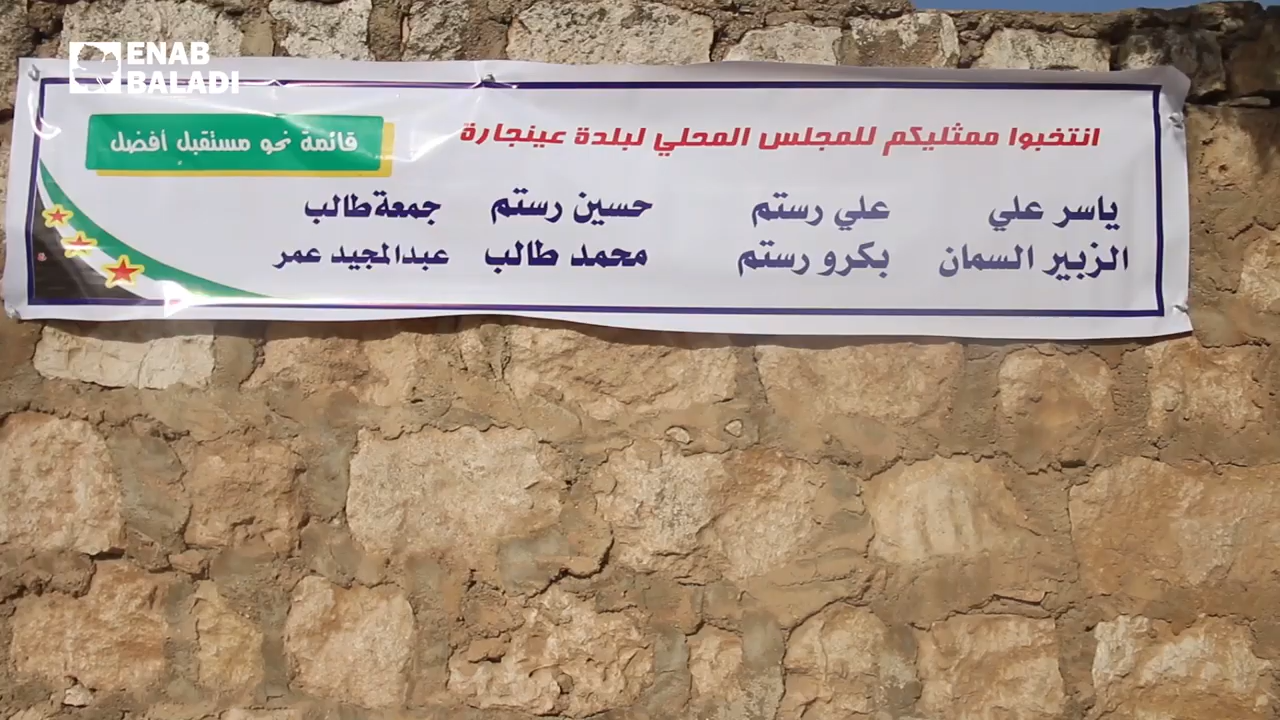 ENAB
BALADI
انتخبوا ممثليكم للمجلس المحلي لبلدة عينجارة
قائمة نحو مستقبل أفضل
ياسر علي علي رستم حسين رستم جمعة طالب
الزبير السمان بكرو رستم محمد طالب عبدالمجيد عمر